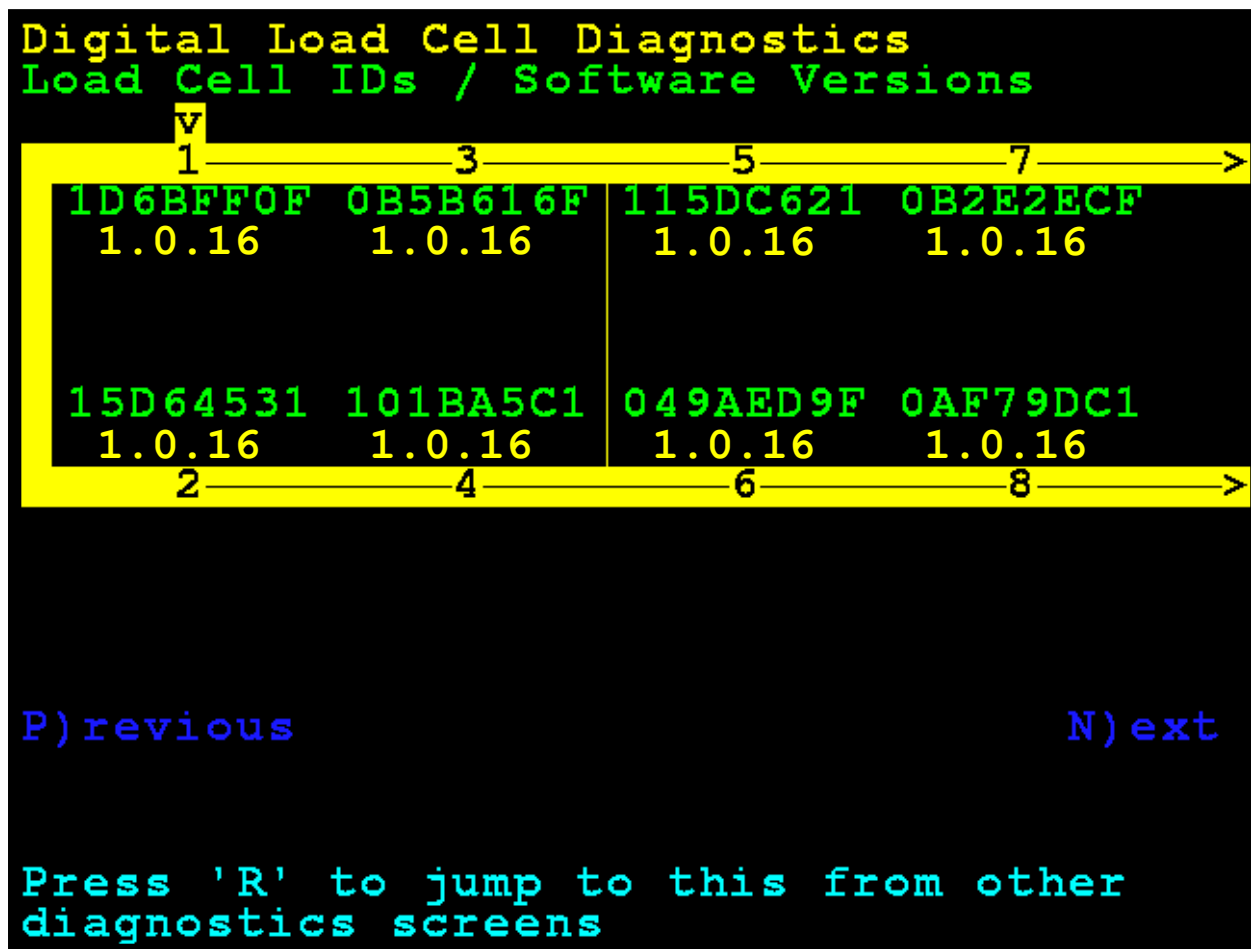 Digital Load Cell Diagnostics
Load Cell IDs / Software Versions
v
1 3 5 7 >
1D6BFF0F 0B5B616F 115DC621 0B2E2ECF
1.0.16 1.0.16 1.0.16 1.0.16
15D64531 101BA5C1 049AED9F 0AF79DC1
1.0.16 1.0.16 1.0.16 1.0.16
2 4 6 8 >
P)revious N)ext
Press 'R' to jump to this from other
diagnostics screens